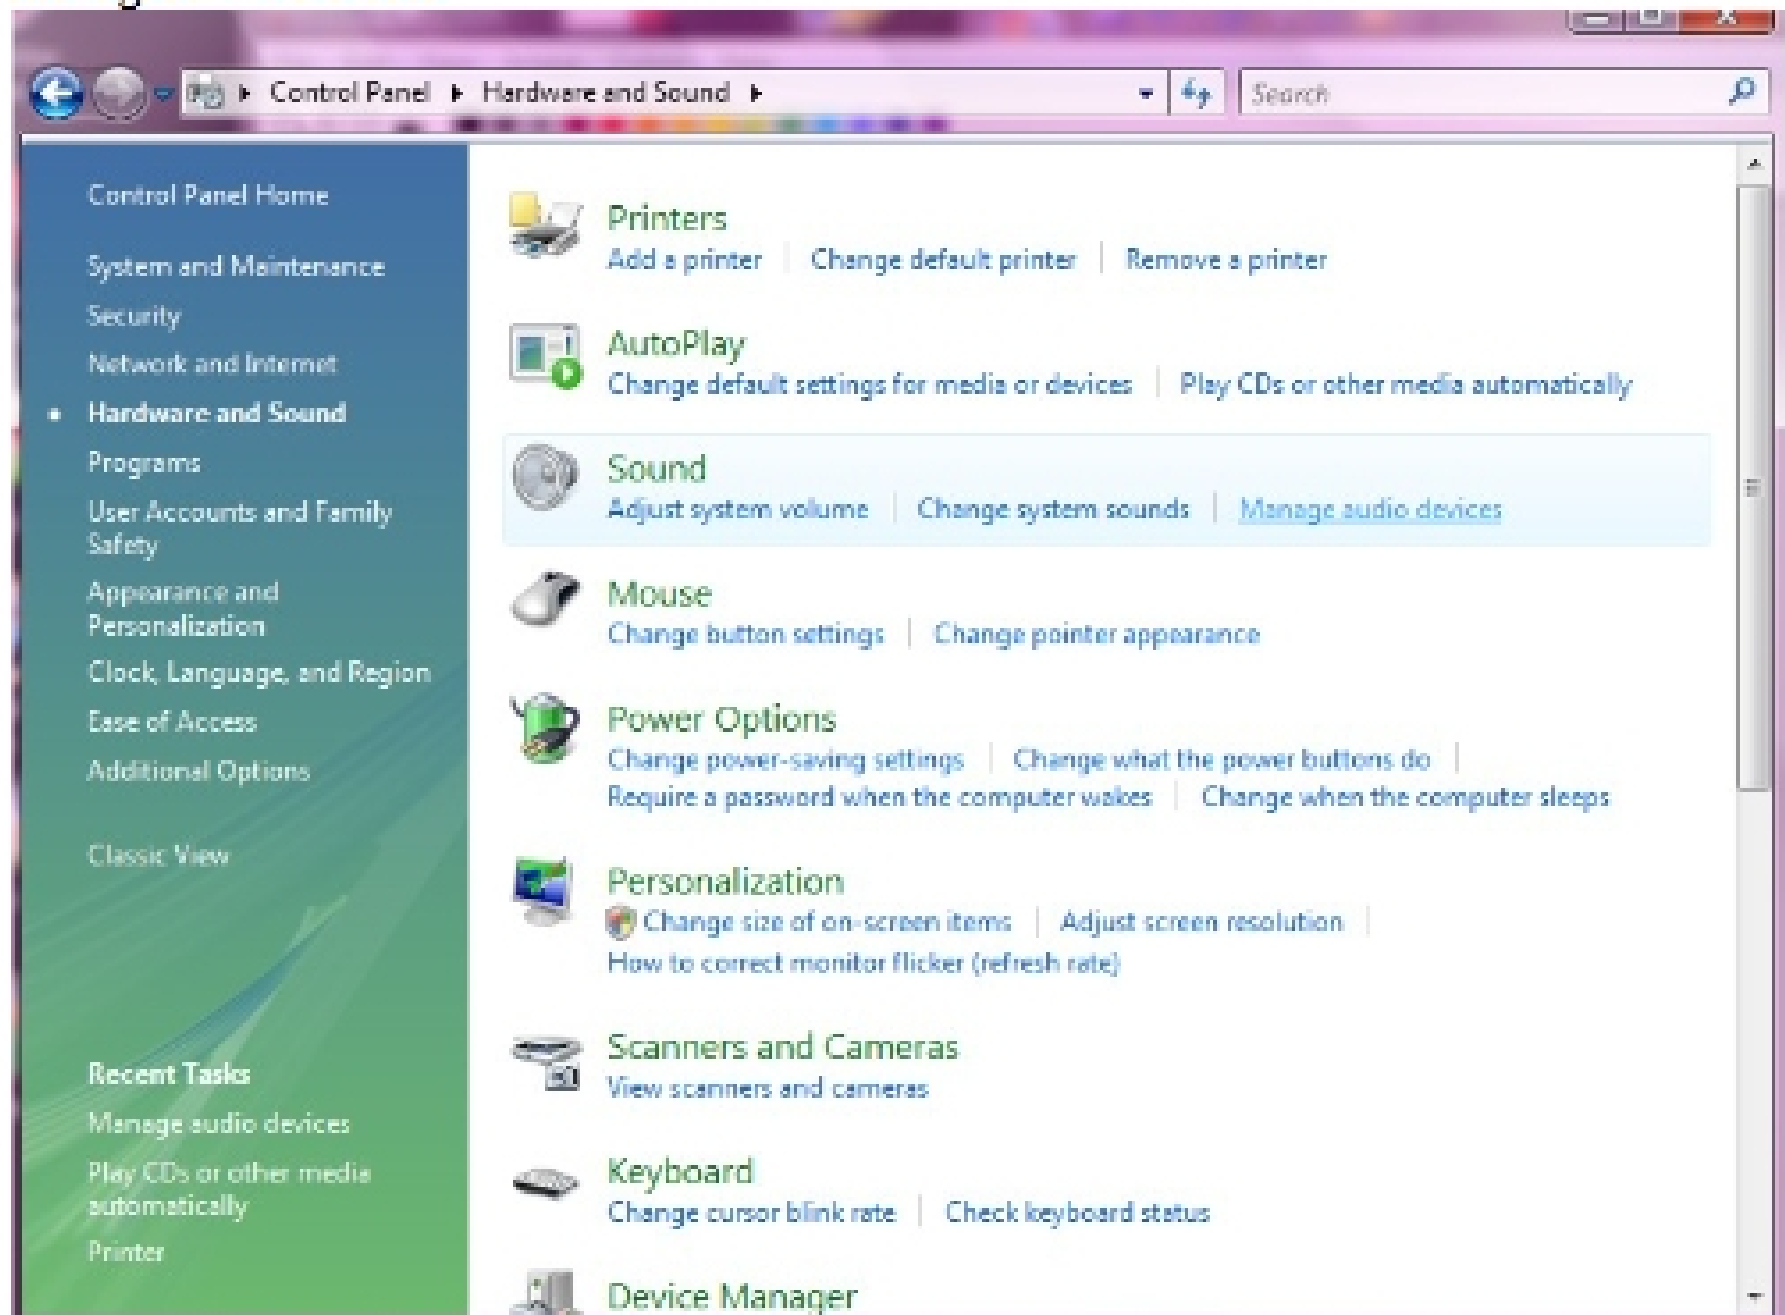 Control Panel Hardware and Sound Search
Control Panel Home
System and Maintenance
Security
Network and Internet
Hardware and Sound
Programs
User Accounts and Family
Safety
Appearance and
Personalization
Clock, Language, and Region
Ease of Access
Additional Options
Classic View
Recent Tasks
Manage audio devices
Play CDs or other media
automatically
Printer
Printers
Add a printer Change default printer Remove a printer
AutoPlay
Change default settings for media or devices Play CDs or other media automatically
Sound
Adjust system volume Change system sounds Manage audio devices
Mouse
Change button settings Change pointer appearance
Power Options
Change power-saving settings Change what the power buttons do
Require a password when the computer wakes Change when the computer sleeps
Personalization
Change size of on-screen items Adjust screen resolution
How to correct monitor flicker (refresh rate)
Scanners and Cameras
View scanners and cameras
Keyboard
Change cursor blink rate Check keyboard status
Device Manager